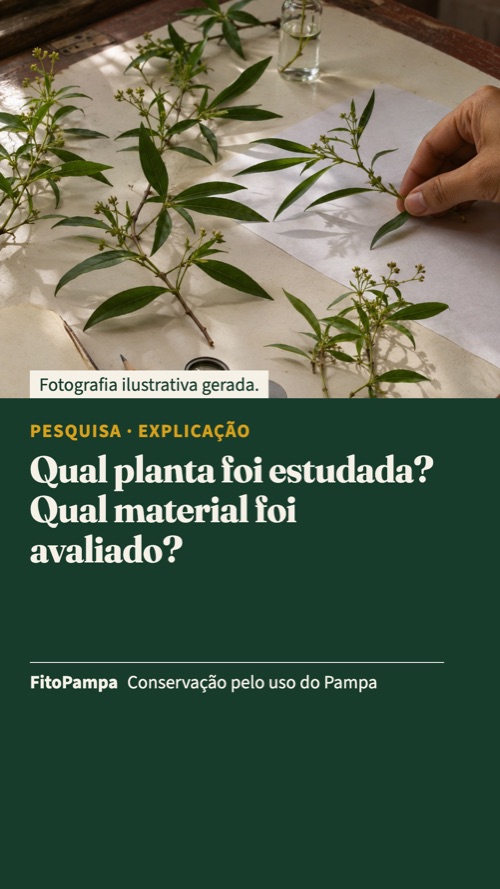 Fotografia ilustrativa gerada.
PESQUISA · EXPLICAÇÃO
Qual planta foi estudada?
Qual material foi
avaliado?
FitoPampa Conservação pelo uso do Pampa